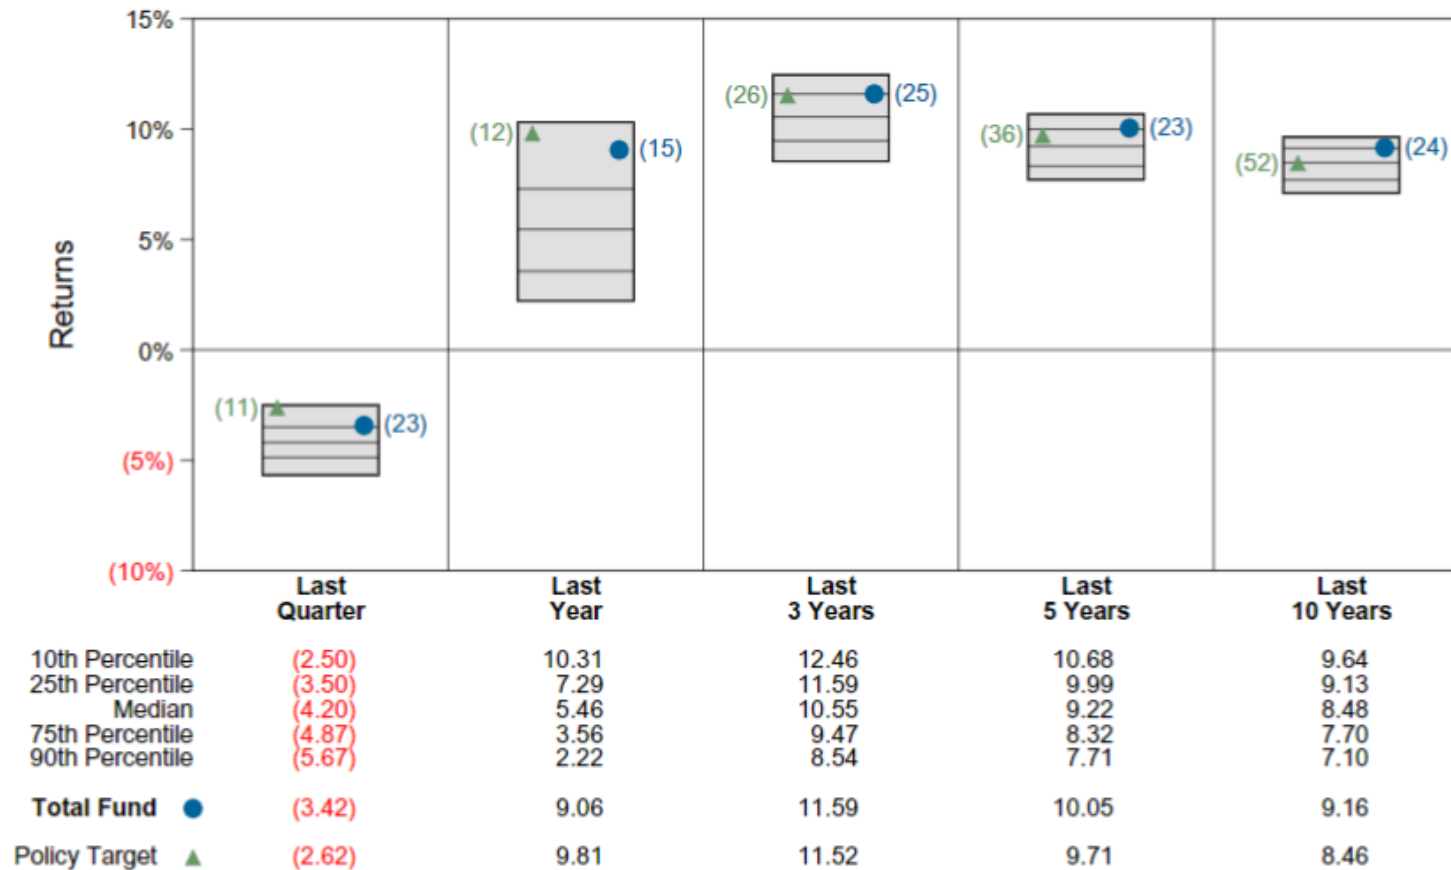 15%
10%
5%
0%
(5%)
(10%)
Returns
(11) (23)
(12) (15)
(26) (25)
(36) (23)
(52) (24)
Last Last Last Last Last
Quarter Year 3 Years 5 Years 10 Years
10th Percentile (2.50) 10.31 12.46 10.68 9.64
25th Percentile (3.50) 7.29 11.59 9.99 9.13
Median (4.20) 5.46 10.55 9.22 8.48
75th Percentile (4.87) 3.56 9.47 8.32 7.70
90th Percentile (5.67) 2.22 8.54 7.71 7.10
Total Fund (3.42) 9.06 11.59 10.05 9.16
Policy Target (2.62) 9.81 11.52 9.71 8.46